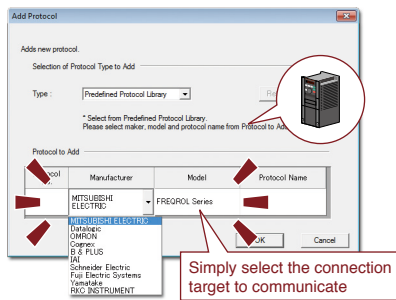 Add Protocol
Adds new protocol.
Selection of Protocol Type to Add
Type :
Predefined Protocol Library
* Select from Predefined Protocol Library.
Please select maker, model and protocol name from Protocol to
Protocol to Add
Manufacturer
Model
Protocol Name
MITSUBISHI
ELECTRIC
FREQROL Series
MITSUBISHI ELECTRIC
Datalogic
OMRON
Cognex
B & PLUS
IAI
Schneider Electric
Fuji Electric Systems
Yamatake
RKC INSTRUMENT
Cancel
Simply select the connection
target to communicate